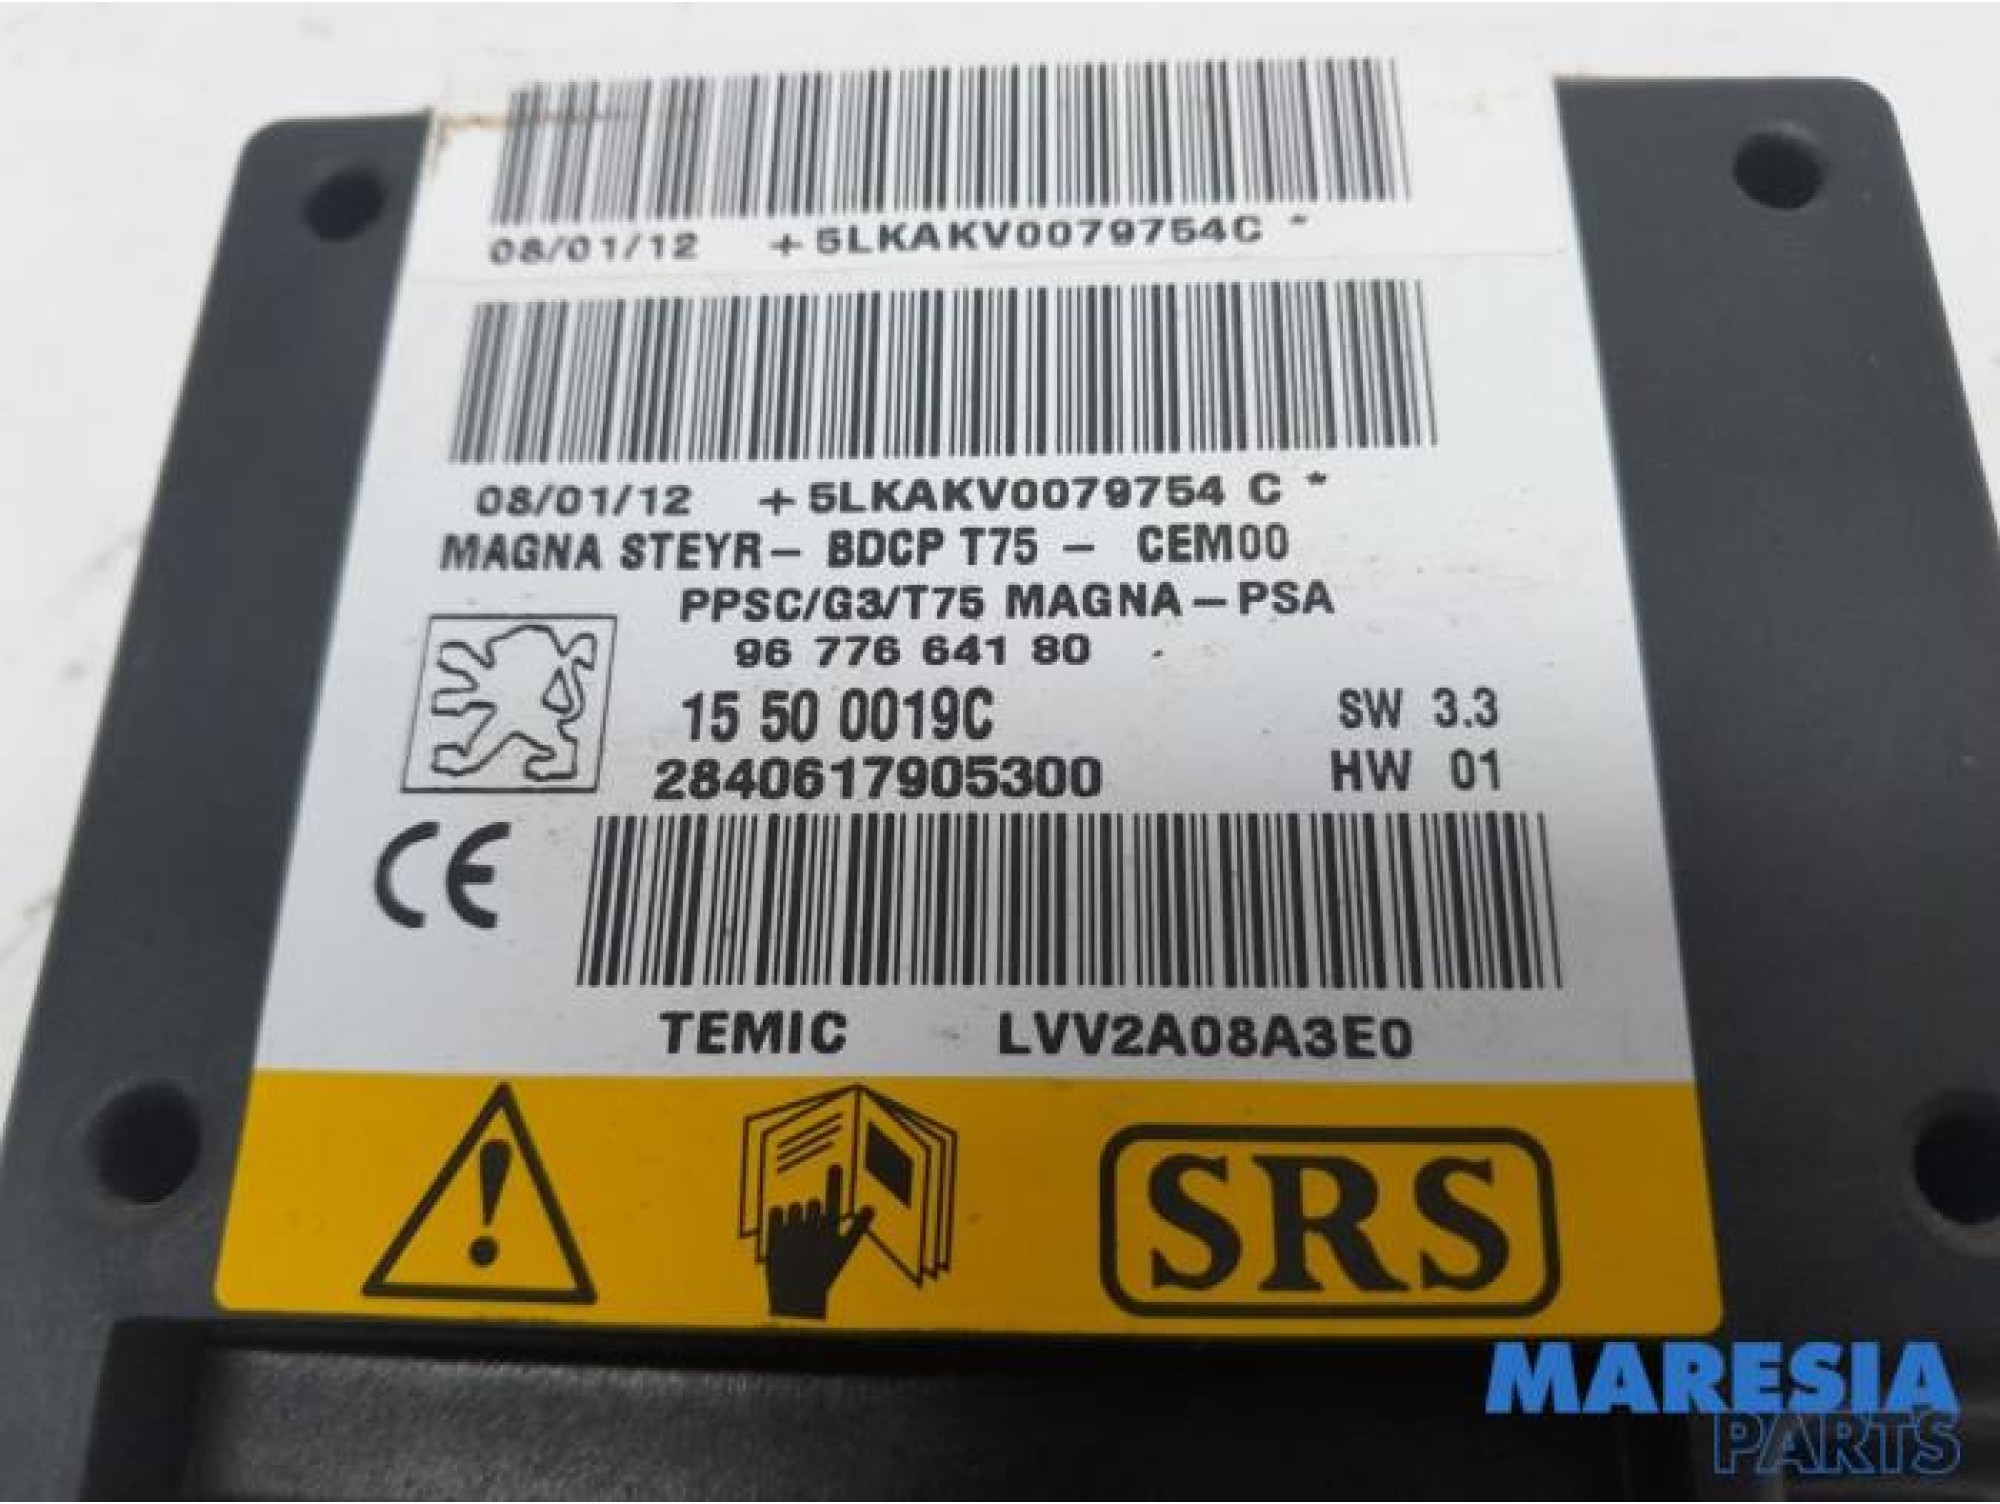 08/01/12 +5LKAKV0079754C *
08/01/12 +5LKAKV0079754 C *
MAGNA STEYR- BDCP T75 - CEM00
PPSC/G3/T75 MAGNA-PSA
96 776 641 80
15 50 0019C SW 3.3
2840617905300 HW 01
CE
TEMIC LVV2A08A3E0
SRS
MARESIA
PARTS